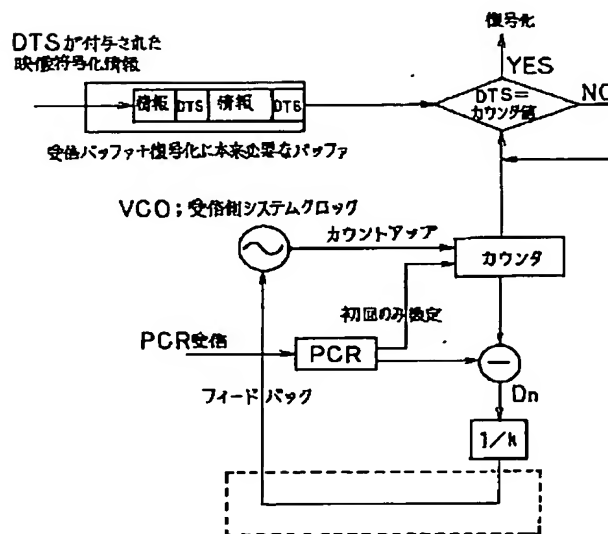 復号化
DTSが付与された
映像符号化情報
YES
NO
情報 DTS 情報 DTS
DTS=
カウンタ値
受信バッファ+復号化に本来必要なバッファ
VCO;受信側システムクロック
カウントアップ
カウンタ
初回のみ設定
PCR受信
PCR
−
フィードバック
Dn
1/k